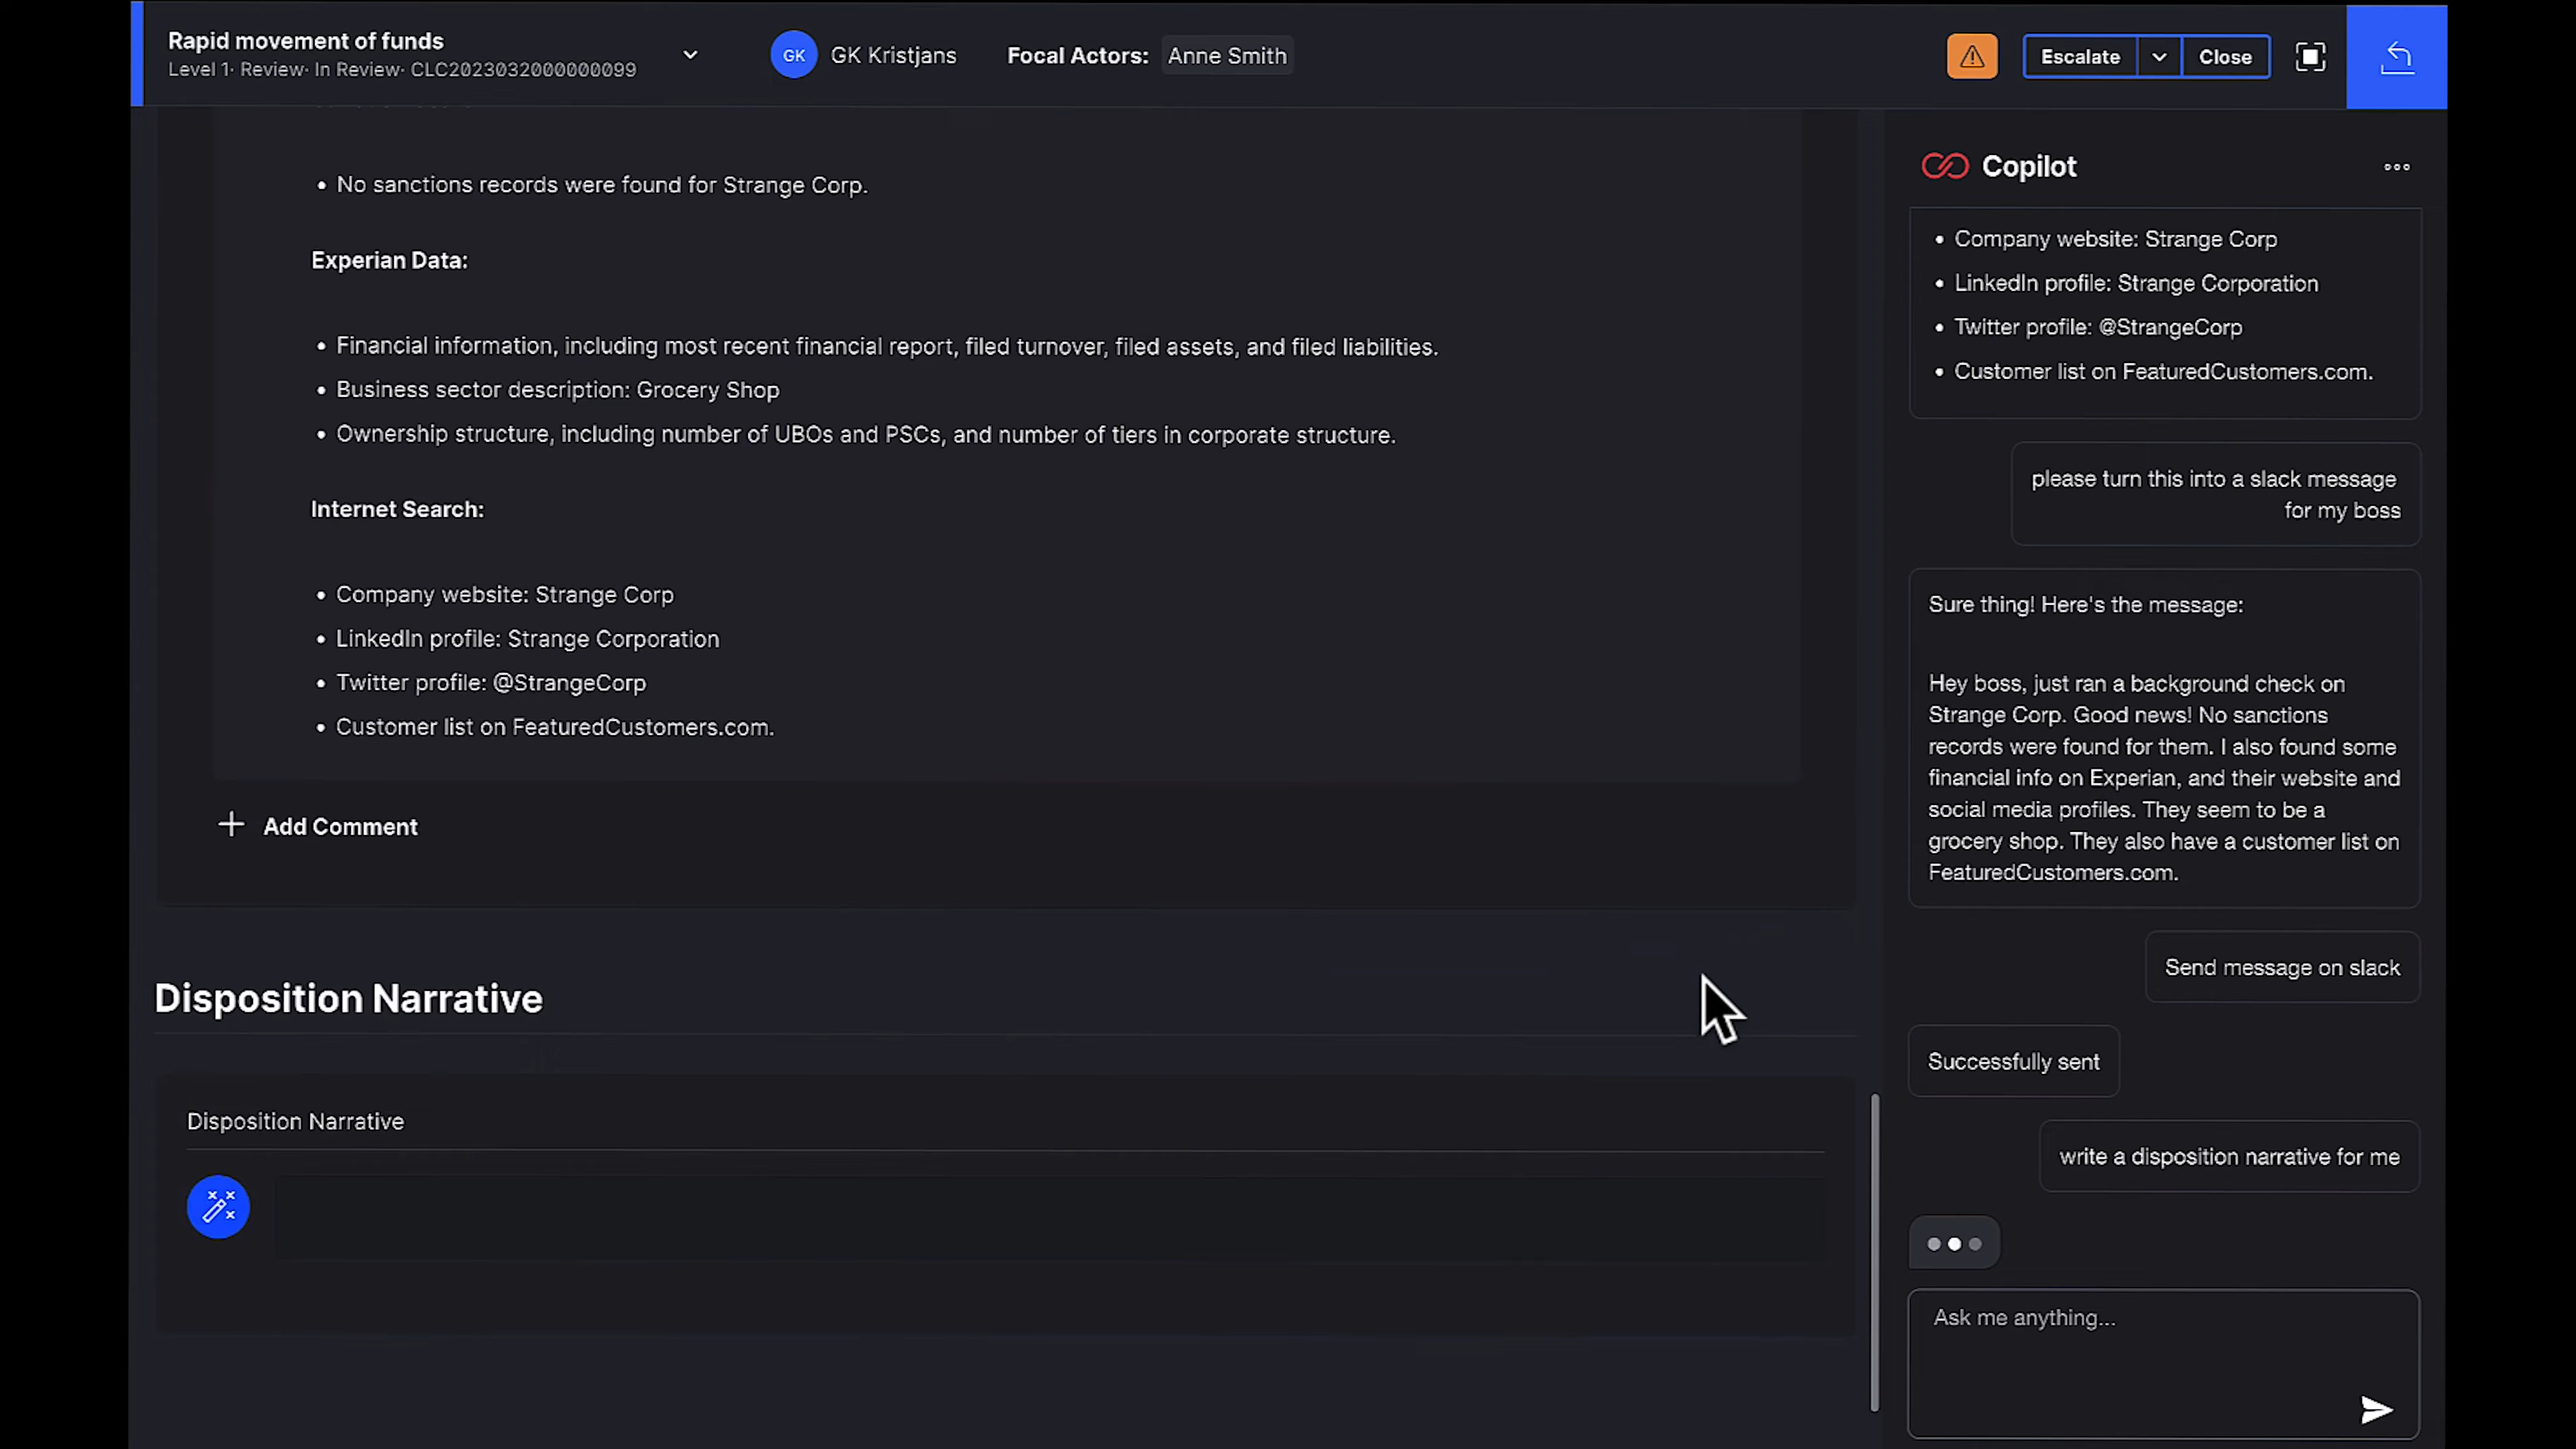 Rapid movement of funds
Level 1· Review· In Review· CLC2023032000000099
GK
GK Kristjans
Focal Actors: Anne Smith
Escalate
Close
• No sanctions records were found for Strange Corp.
Experian Data:
• Financial information, including most recent financial report, filed turnover, filed assets, and filed liabilities.
• Business sector description: Grocery Shop
• Ownership structure, including number of UBOs and PSCs, and number of tiers in corporate structure.
Internet Search:
• Company website: Strange Corp
• LinkedIn profile: Strange Corporation
• Twitter profile: @StrangeCorp
• Customer list on FeaturedCustomers.com.
Add Comment
Disposition Narrative
Disposition Narrative
Copilot
• Company website: Strange Corp
• LinkedIn profile: Strange Corporation
• Twitter profile: @StrangeCorp
• Customer list on FeaturedCustomers.com.
please turn this into a slack message
for my boss
Sure thing! Here's the message:
Hey boss, just ran a background check on
Strange Corp. Good news! No sanctions
records were found for them. I also found some
financial info on Experian, and their website and
social media profiles. They seem to be a
grocery shop. They also have a customer list on
FeaturedCustomers.com.
Send message on slack
Successfully sent
write a disposition narrative for me
Ask me anything...